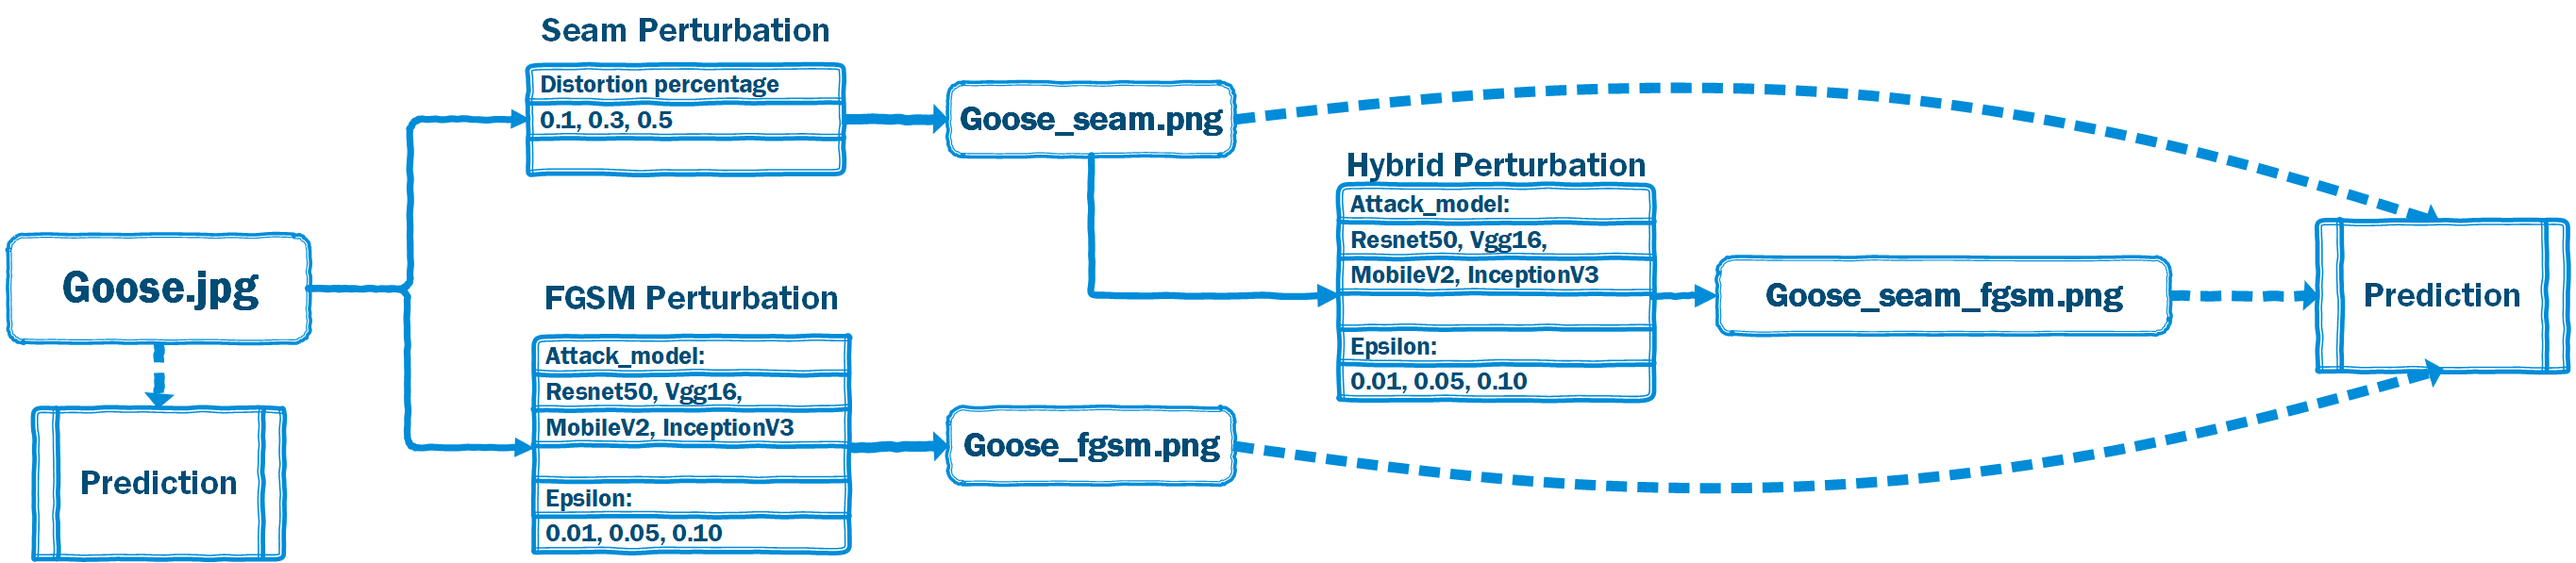 Seam Perturbation
Distortion percentage
0.1, 0.3, 0.5
Goose_seam.png
Hybrid Perturbation
Attack_model:
Resnet50, Vgg16,
MobileV2, InceptionV3
Epsilon:
0.01, 0.05, 0.10
Goose_seam_fgsm.png
Prediction
Goose.jpg
Prediction
FGSM Perturbation
Attack_model:
Resnet50, Vgg16,
MobileV2, InceptionV3
Epsilon:
0.01, 0.05, 0.10
Goose_fgsm.png